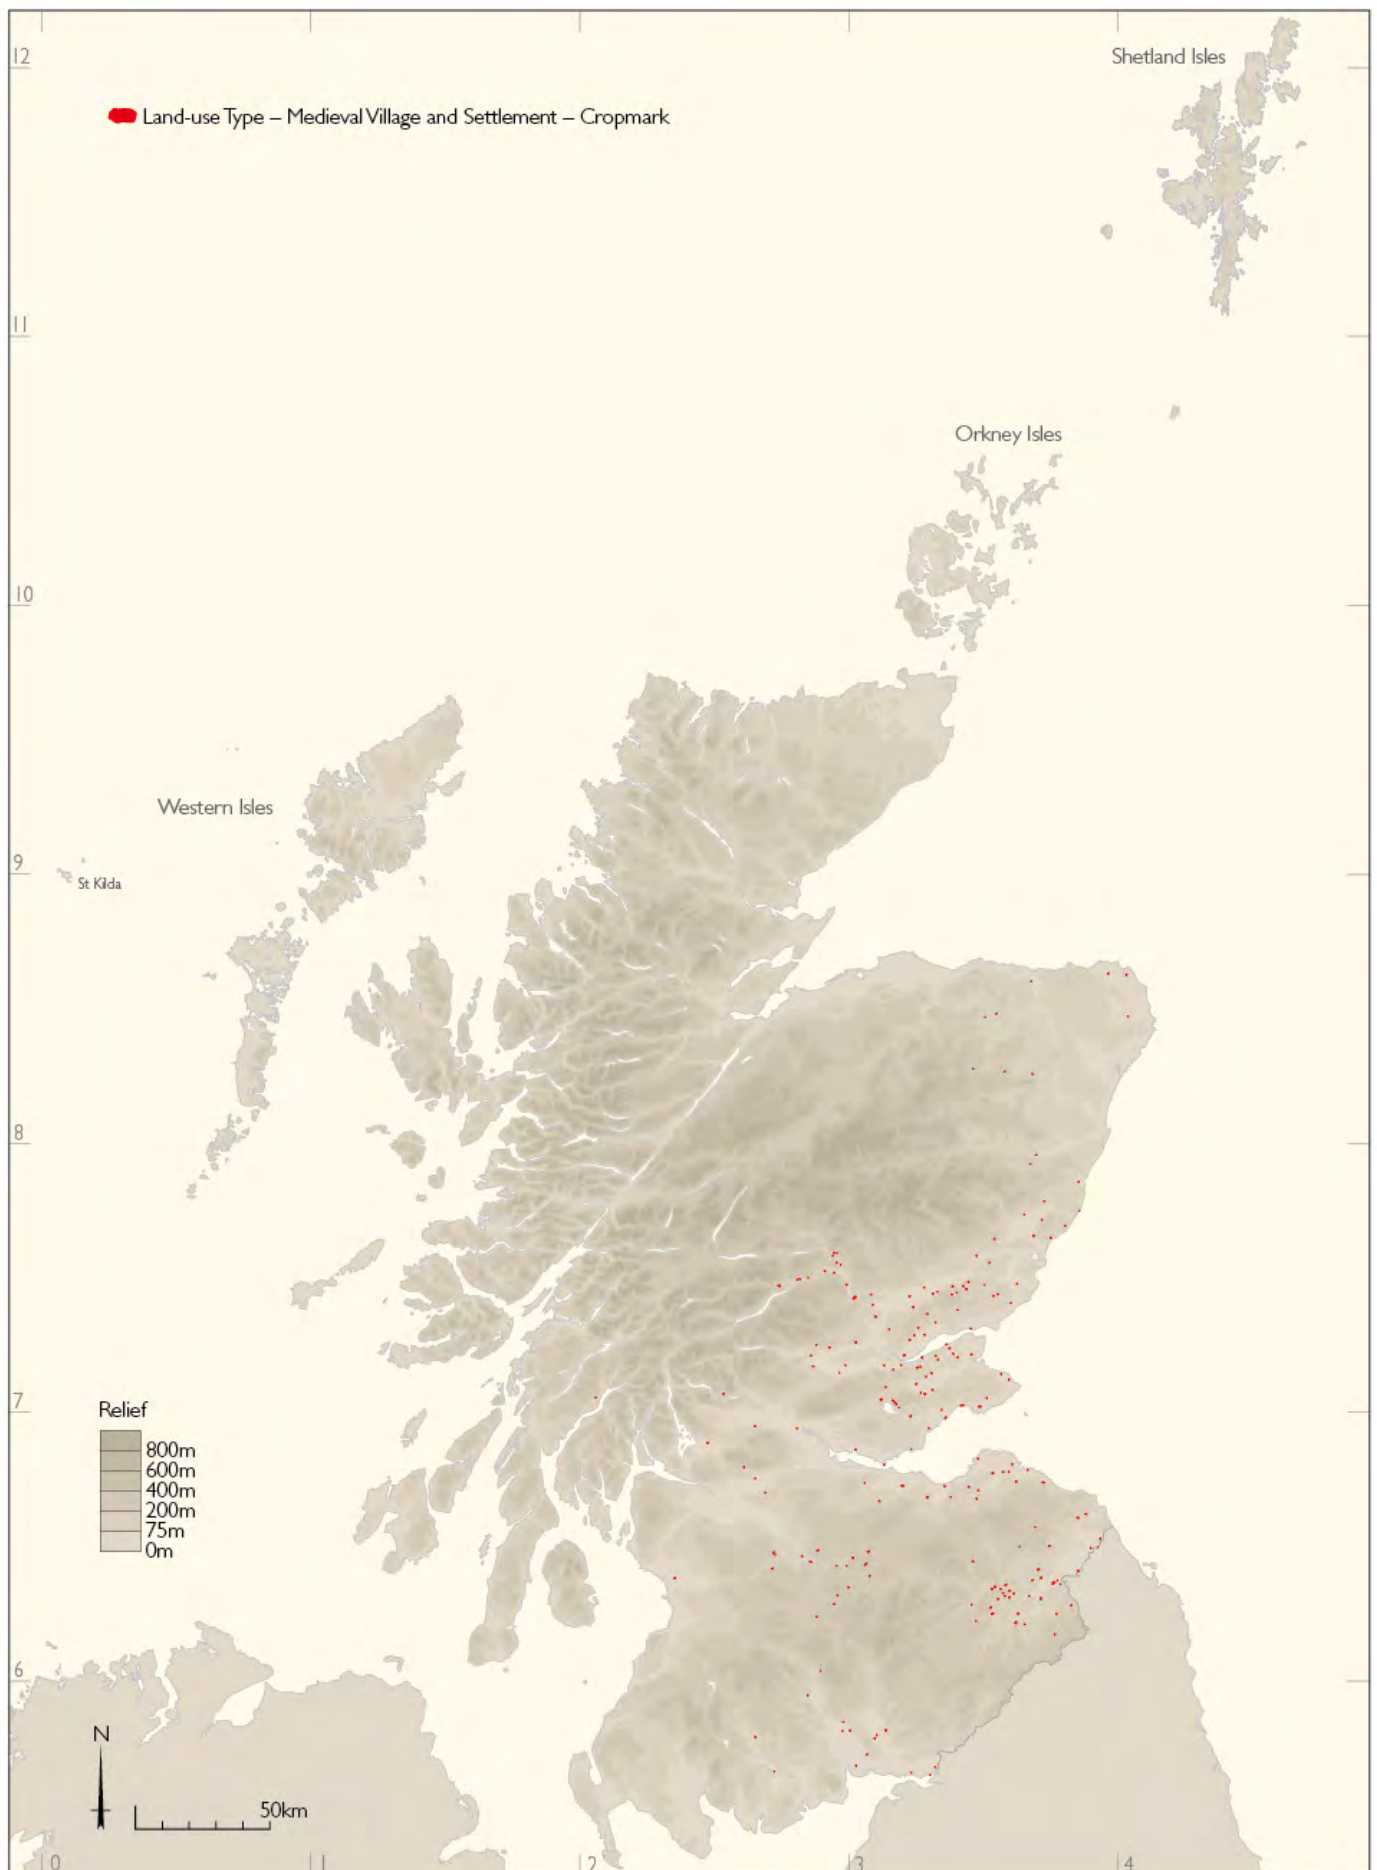 12
Shetland Isles
Land-use Type – Medieval Village and Settlement – Cropmark
11
Orkney Isles
10
Western Isles
9
St Kilda
8
7
Relief
800m
600m
400m
200m
75m
0m
6
N
50km
0
1
2
3
4